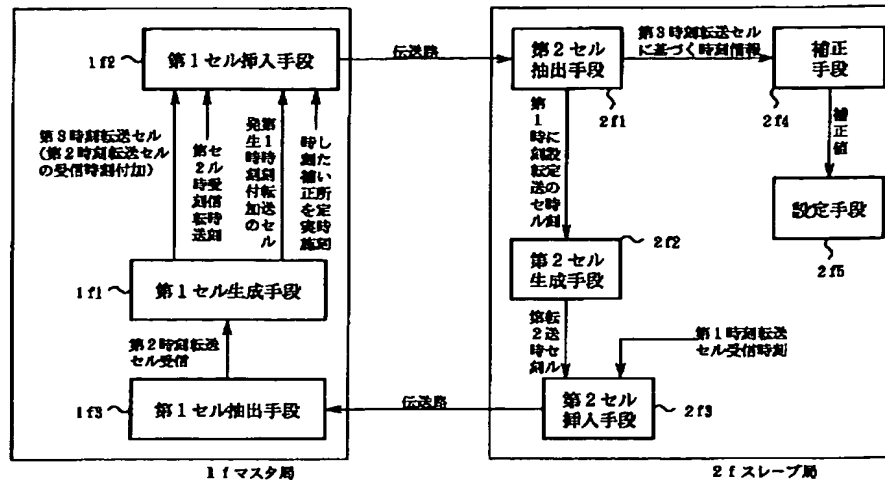 1f2
第1セル挿入手段
伝送路
第2セル
抽出手段
2f1
第3時刻転送セル
に基づく時刻情報
補正
手段
2f4
第3時刻転送セル
(第2時刻転送セル
の受信時刻付加)
第2時刻転送
セル受信時刻
第1時刻転送セル
発生時刻付加の
時刻補正を実施
したい所定時刻
第1時刻転送セル
に設定の時刻
補正値
設定手段
2f5
1f1
第1セル生成手段
第2セル
生成手段
2f2
第2時刻転送
セル受信
第2時刻
転送セル
第1時刻転送
セル受信時刻
1f3
第1セル抽出手段
伝送路
第2セル
挿入手段
2f3
1fマスタ局
2fスレーブ局